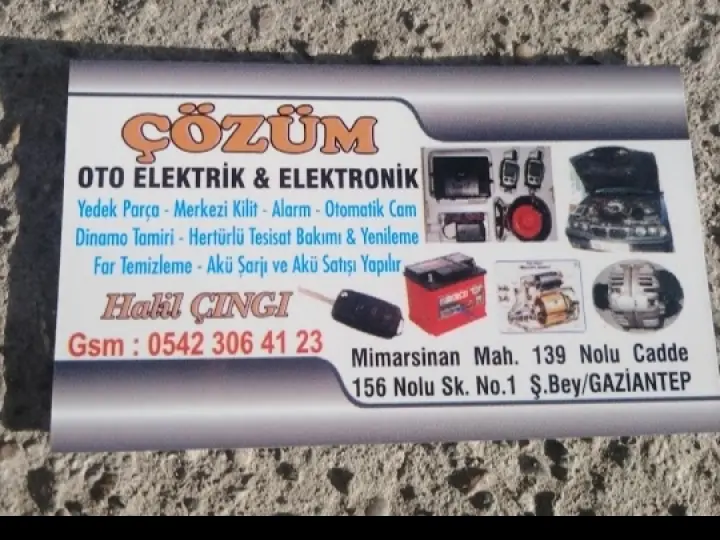 ÇÖZÜM
OTO ELEKTRİK & ELEKTRONİK
Yedek Parça - Merkezi Kilit - Alarm - Otomatik Cam
Dinamo Tamiri - Hertürlü Tesisat Bakımı & Yenileme
Far Temizleme - Akü Şarjı ve Akü Satışı Yapılır
Halil ÇINGI
Gsm : 0542 306 41 23
Mimarsinan Mah. 139 Nolu Cadde
156 Nolu Sk. No.1 Ş.Bey/GAZİANTEP